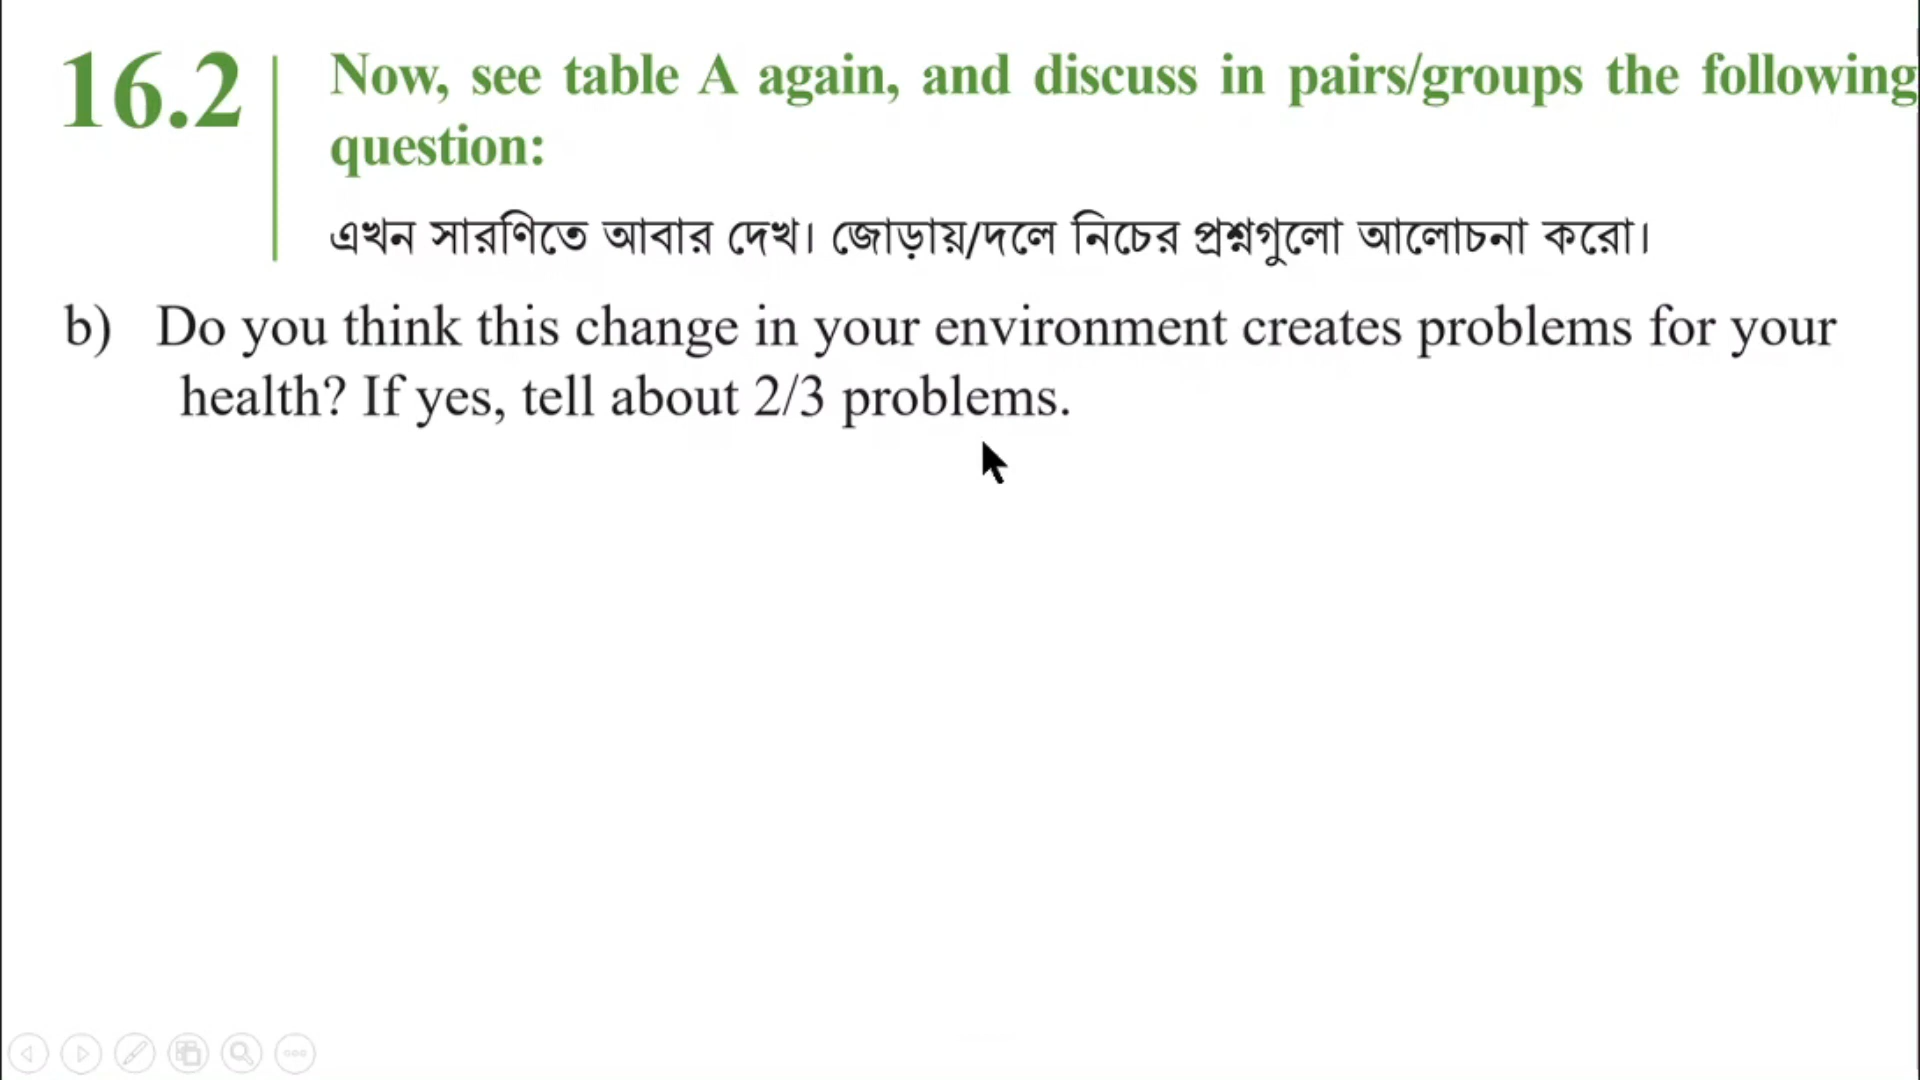 16.2
Now, see table A again, and discuss in pairs/groups the following
question:
এখন সারণিতে আবার দেখ। জোড়ায়/দলে নিচের প্রশ্নগুলো আলোচনা করো।
b) Do you think this change in your environment creates problems for your
health? If yes, tell about 2/3 problems.